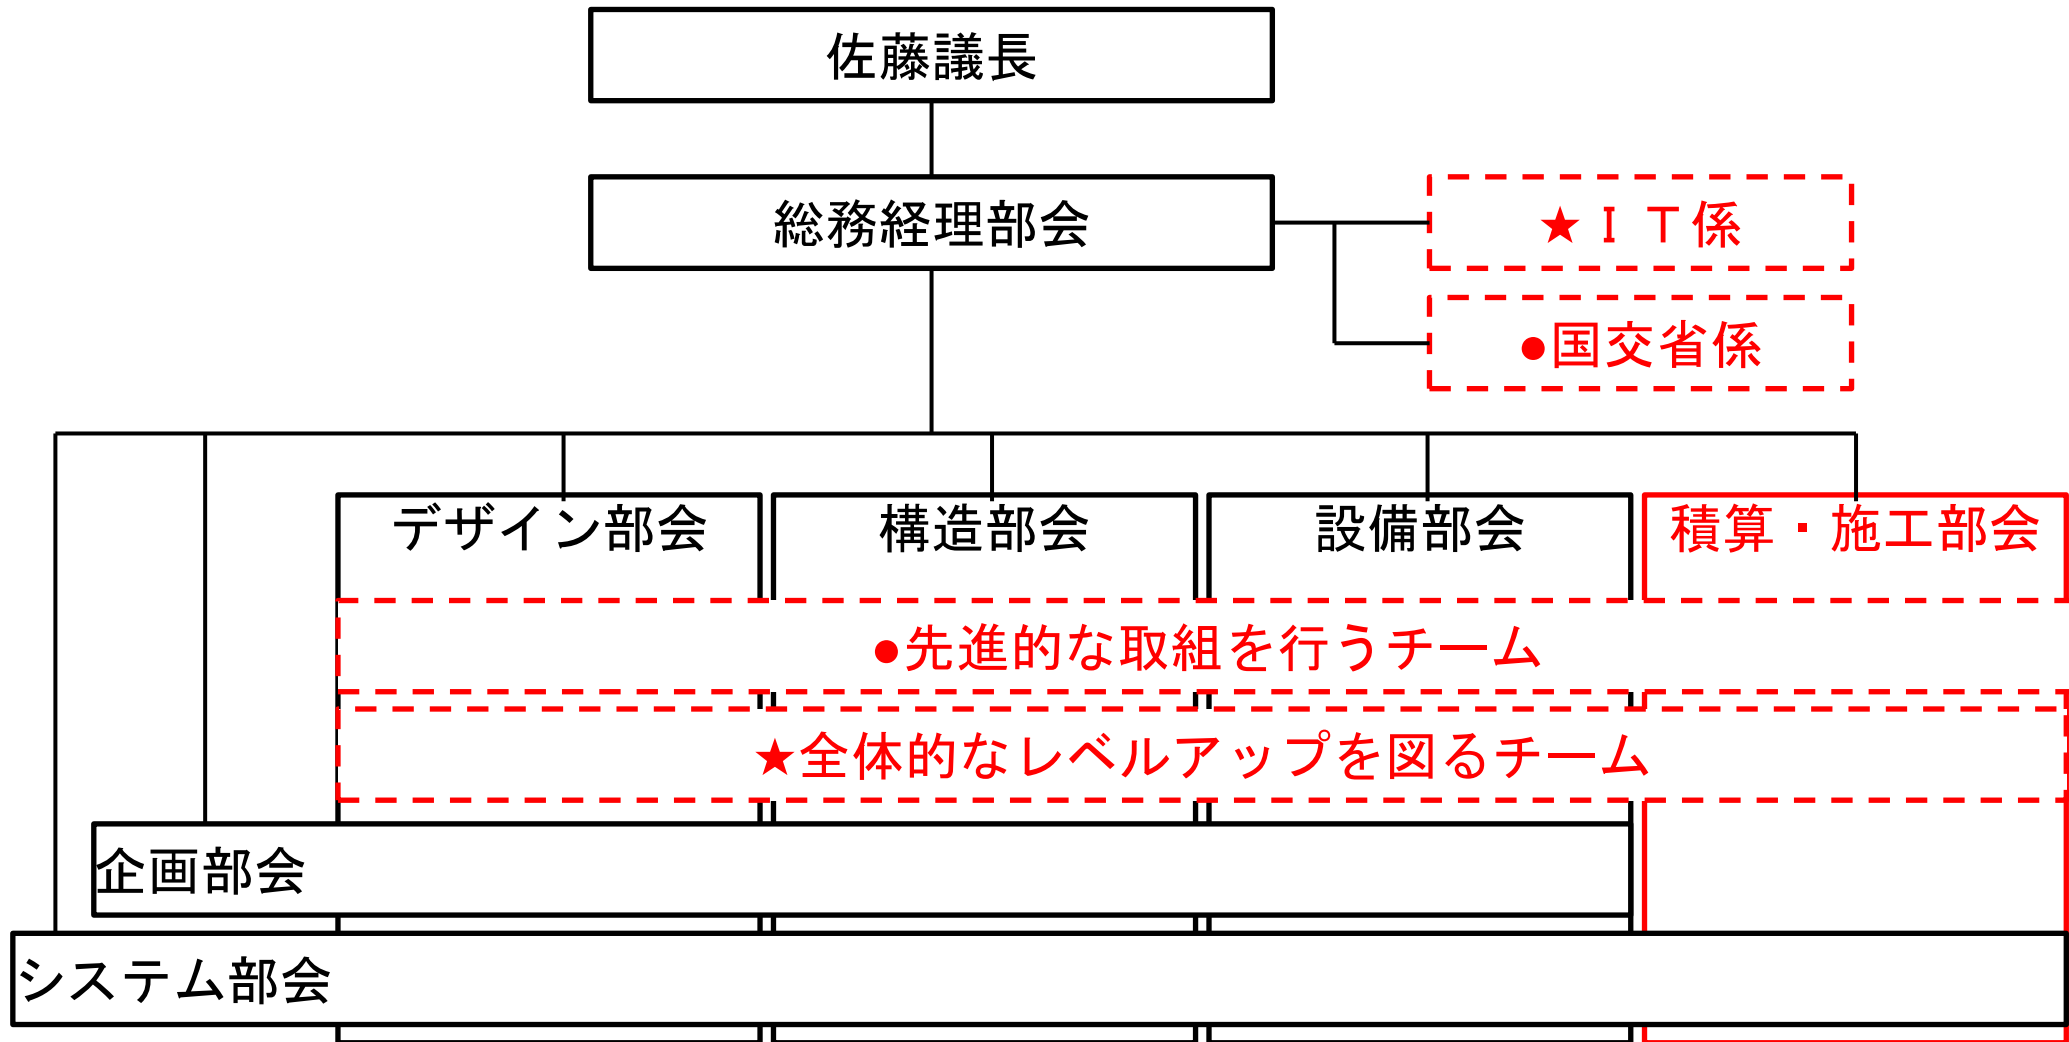 佐藤議長
総務経理部会
★ＩＴ係
●国交省係
デザイン部会
構造部会
設備部会
積算・施工部会
●先進的な取組を行うチーム
★全体的なレベルアップを図るチーム
企画部会
システム部会